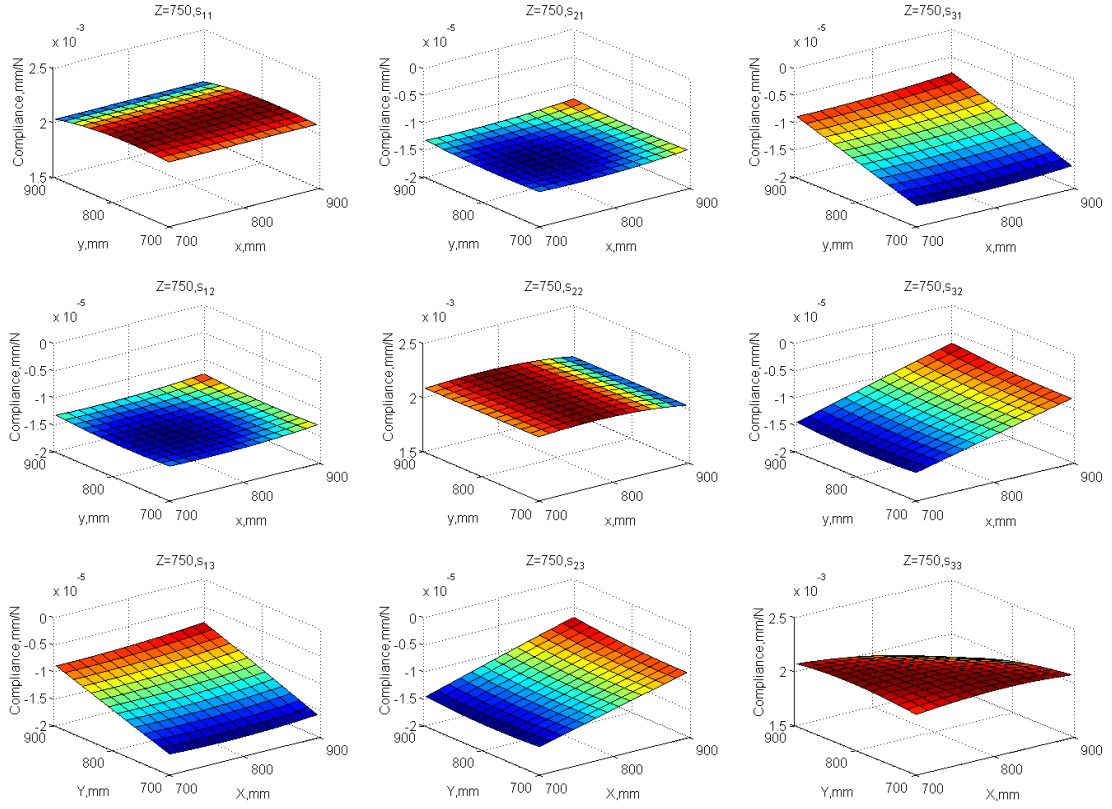 Z=750,s11
x 10-3
Compliance,mm/N
2.5
2
1.5
900
800
700
y,mm
700
800
900
x,mm
Z=750,s21
x 10-5
Compliance,mm/N
0
-0.5
-1
-1.5
-2
900
800
700
y,mm
700
800
900
x,mm
Z=750,s31
x 10-5
Compliance,mm/N
0
-0.5
-1
-1.5
-2
900
800
700
y,mm
700
800
900
x,mm
Z=750,s12
x 10-5
Compliance,mm/N
0
-0.5
-1
-1.5
-2
900
800
700
y,mm
700
800
900
x,mm
Z=750,s22
x 10-3
Compliance,mm/N
2.5
2
1.5
900
800
700
y,mm
700
800
900
x,mm
Z=750,s32
x 10-5
Compliance,mm/N
0
-0.5
-1
-1.5
-2
900
800
700
y,mm
700
800
900
x,mm
Z=750,s13
x 10-5
Compliance,mm/N
0
-0.5
-1
-1.5
-2
900
800
700
Y,mm
700
800
900
X,mm
Z=750,s23
x 10-5
Compliance,mm/N
0
-0.5
-1
-1.5
-2
900
800
700
Y,mm
700
800
900
X,mm
Z=750,s33
x 10-3
Compliance,mm/N
2.5
2
1.5
900
800
700
Y,mm
700
800
900
X,mm